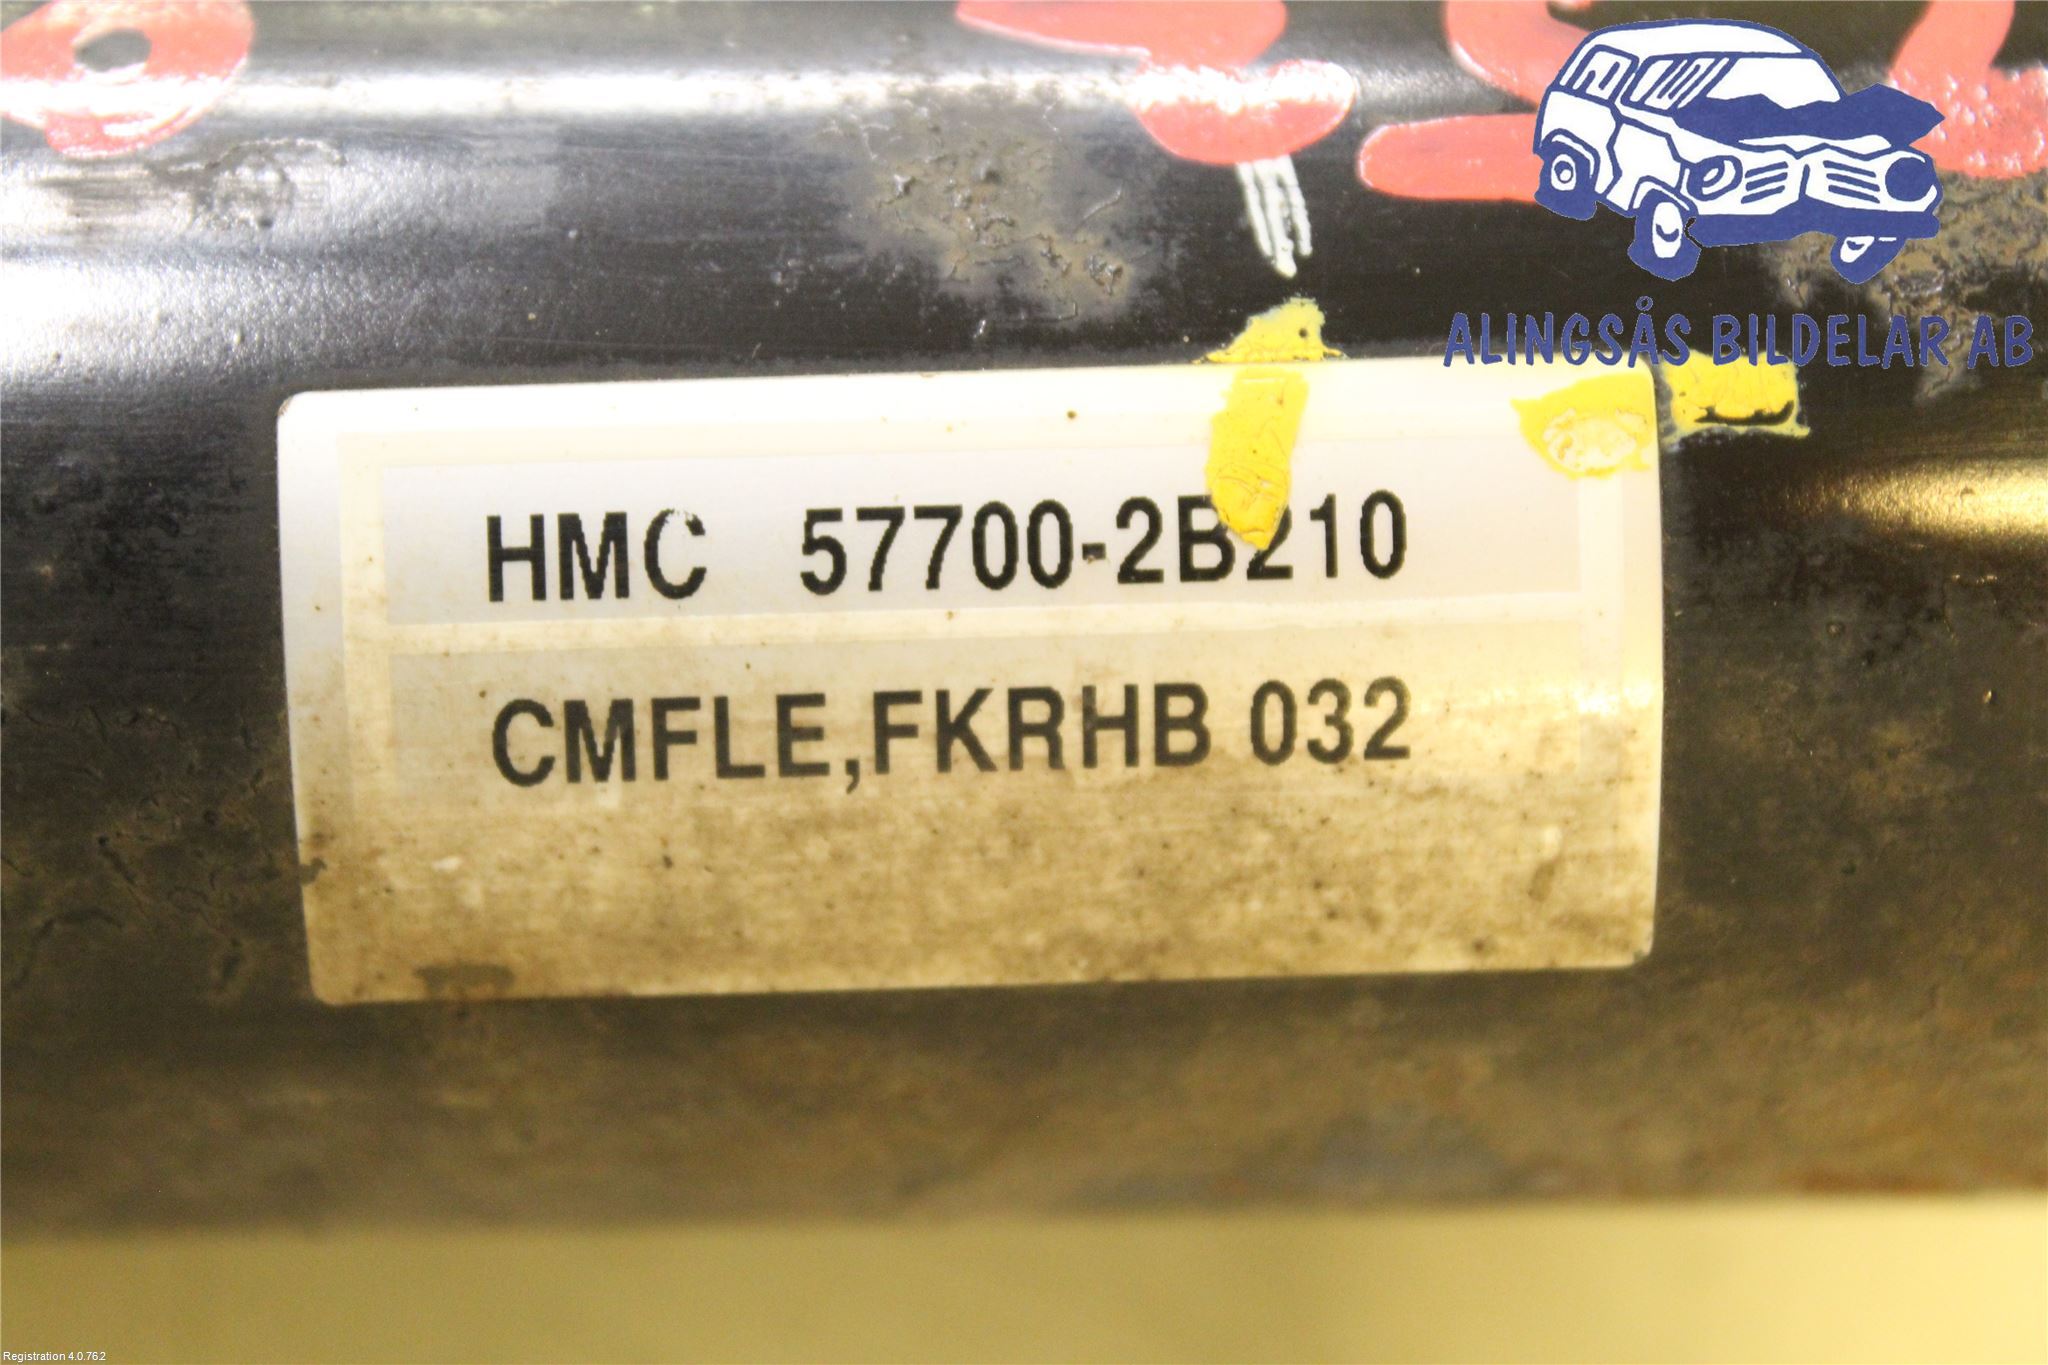 ALINGSÅS BILDELAR AB
HMC 57700-2B210
CMFLE,FKRHB 032
Registration 4.0.762